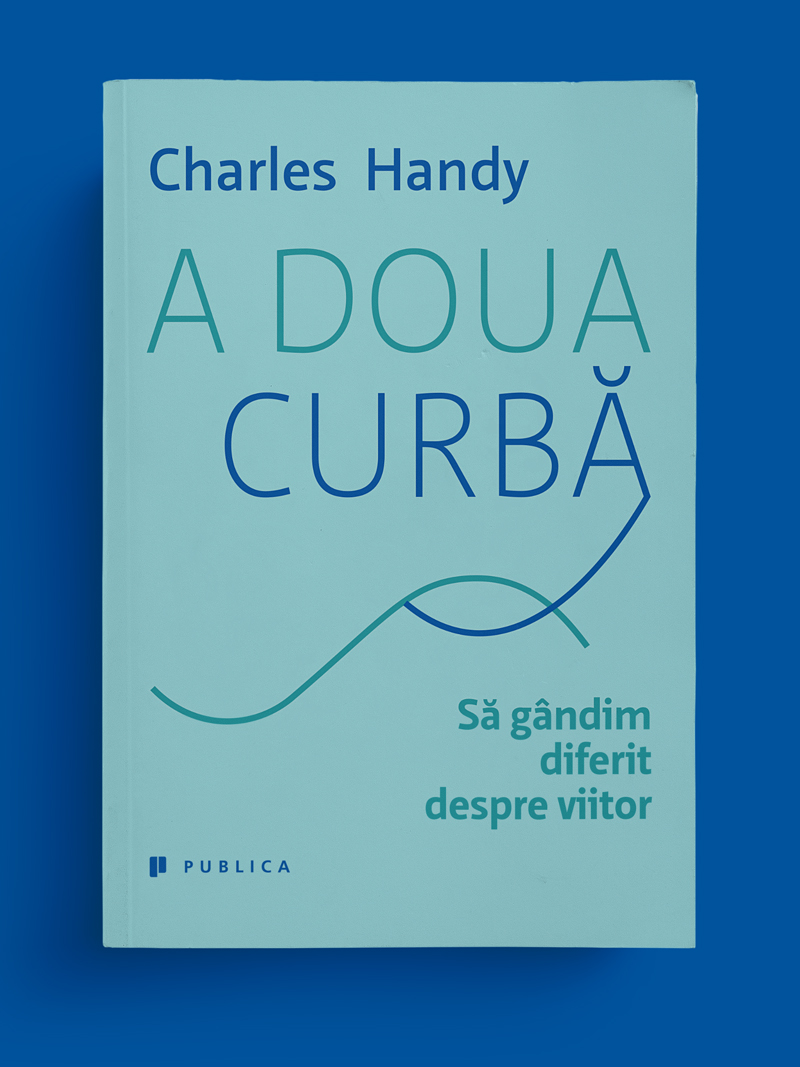 Charles Handy
A DOUA
CURBĂ
Să gândim
diferit
despre viitor
PUBLICA